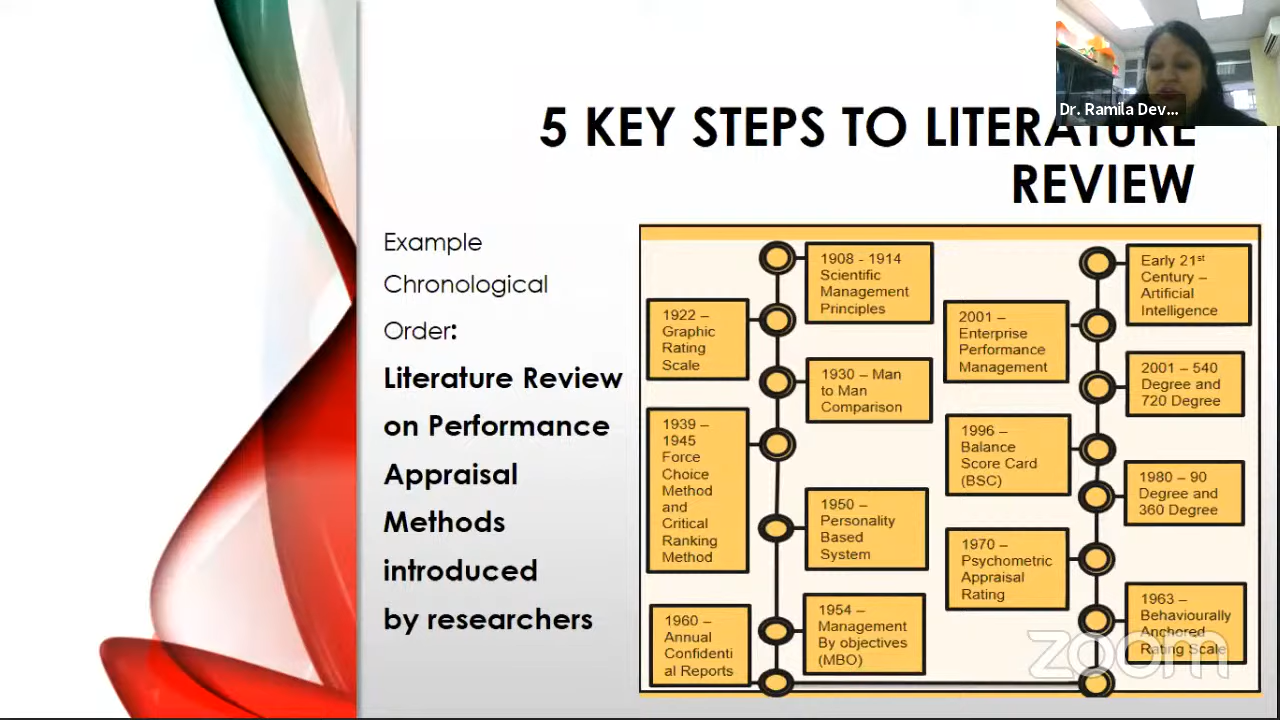 Dr. Ramila Dev...
5 KEY STEPS TO LITERATURE
REVIEW
Example
Chronological
Order:
Literature Review
on Performance
Appraisal
Methods
introduced
by researchers
1908 - 1914
Scientific
Management
Principles
1922 –
Graphic
Rating
Scale
1930 – Man
to Man
Comparison
1939 –
1945
Force
Choice
Method
and
Critical
Ranking
Method
1950 –
Personality
Based
System
1954 –
Management
By objectives
(MBO)
1960 –
Annual
Confidenti
al Reports
1963 –
Behaviourally
Anchored
Rating Scale
1970 –
Psychometric
Appraisal
Rating
1980 – 90
Degree and
360 Degree
1996 –
Balance
Score Card
(BSC)
2001 – 540
Degree and
720 Degree
2001 –
Enterprise
Performance
Management
Early 21st
Century –
Artificial
Intelligence
zoom